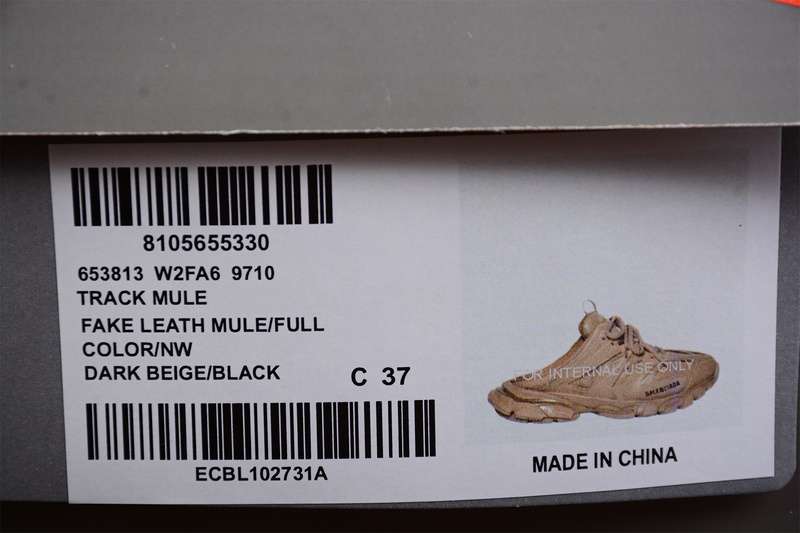 8105655330
653813 W2FA6 9710
TRACK MULE
FAKE LEATH MULE/FULL
COLOR/NW
DARK BEIGE/BLACK
C 37
ECBL102731A
FOR INTERNAL USE ONLY
BALENCIAGA
MADE IN CHINA